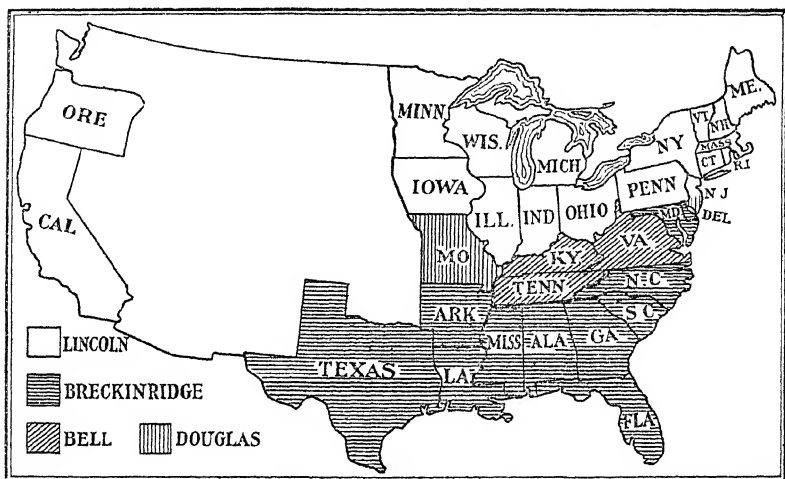 ORE
CAL
MINN.
WIS.
MICH
IOWA
ILL.
IND
OHIO
MO
ME.
VT
NH
MASS
CT
R.I
NY
PENN
N J
DEL
MD
VA
KY
TENN
N C
S C
GA
ALA
MISS
ARK
LA
TEXAS
FLA
LINCOLN
BRECKINRIDGE
BELL
DOUGLAS